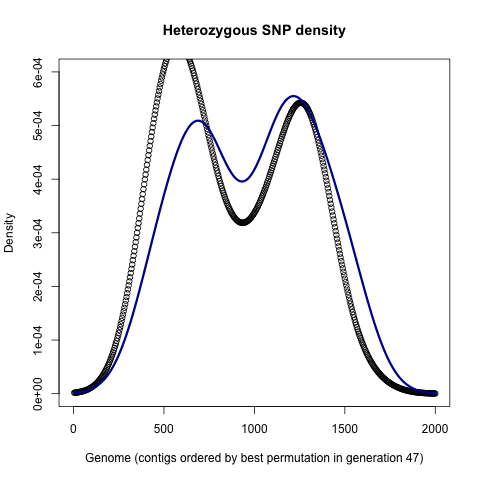 Heterozygous SNP density
Density
6e-04
5e-04
4e-04
3e-04
2e-04
1e-04
0e+00
0 500 1000 1500 2000
Genome (contigs ordered by best permutation in generation 47)